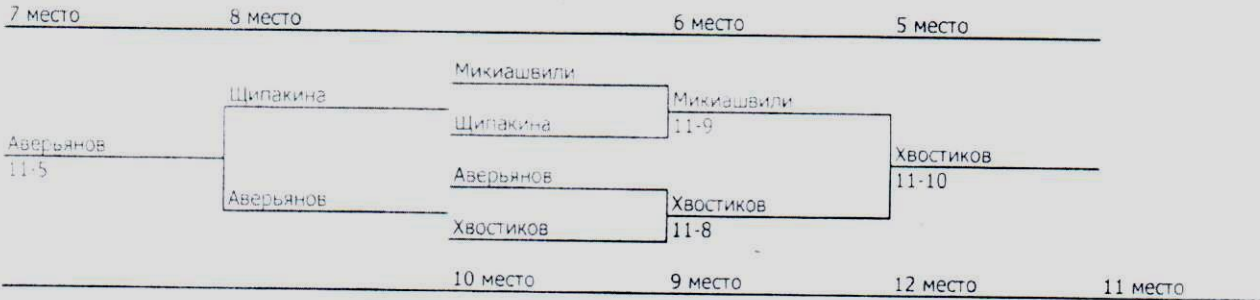 7 место 8 место 6 место 5 место
Микиашвили
Щипакина Микиашвили
Щипакина 11-9
Аверьянов Хвостиков
11-5 11-10
Аверьянов
Аверьянов Хвостиков
Хвостиков 11-8
10 место 9 место 12 место 11 место